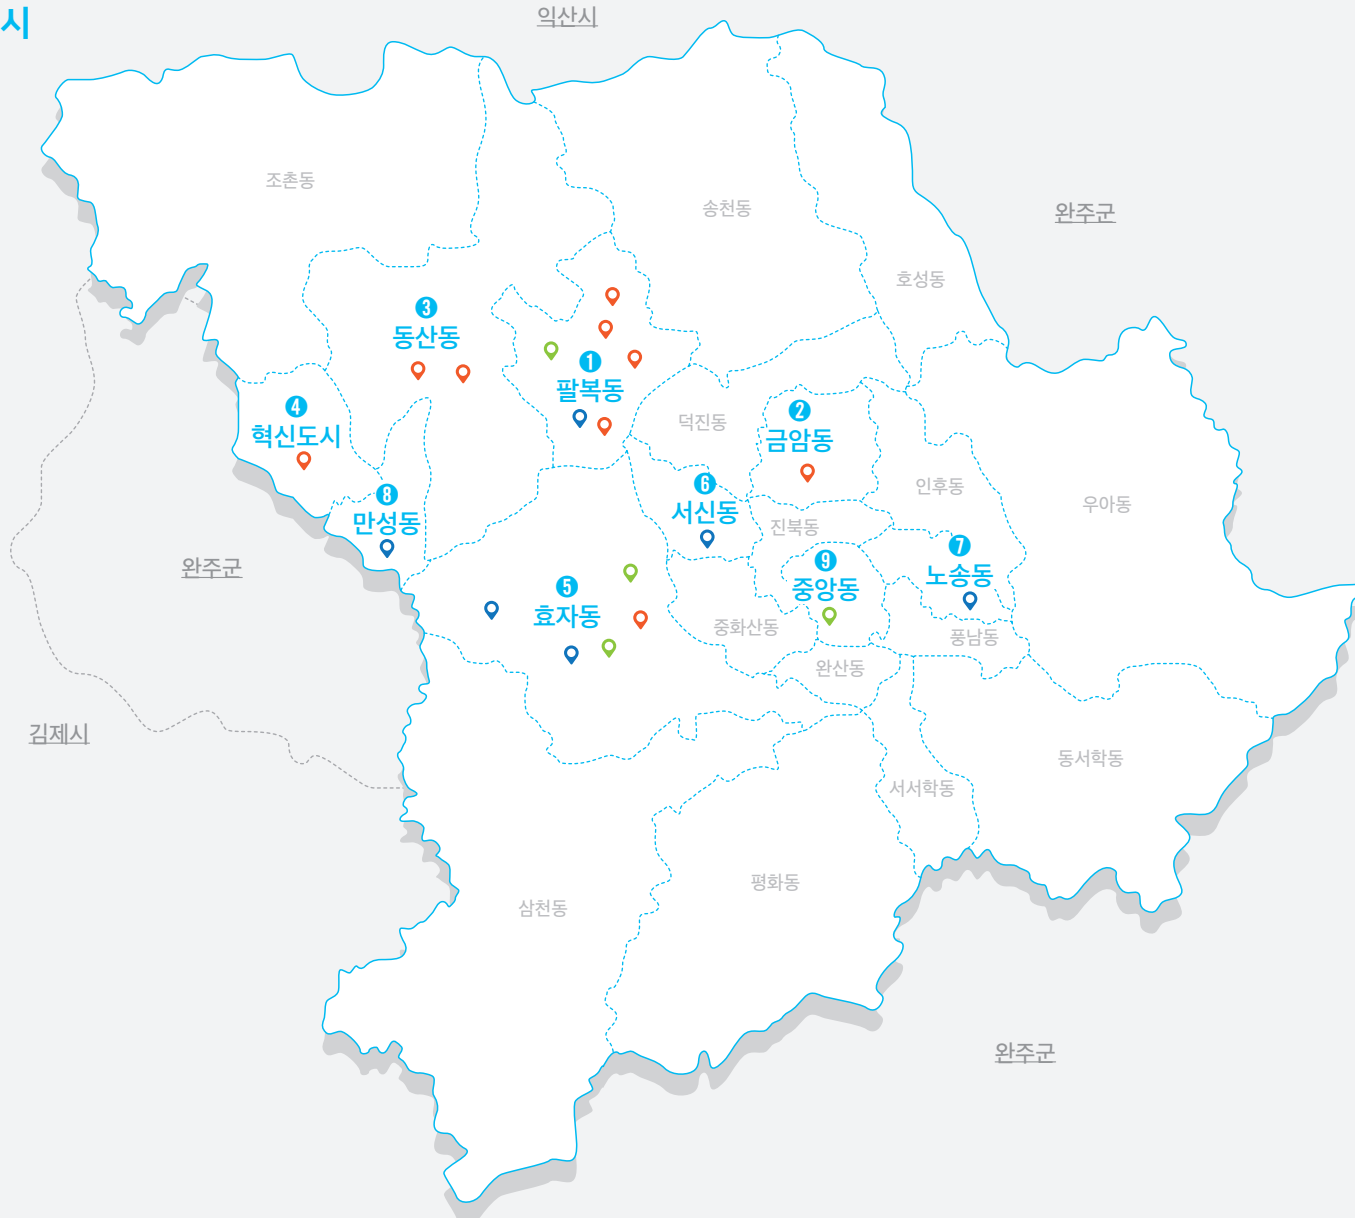 시
익산시
조촌동
송천동
완주군
호성동
3
동산동
1
팔복동
4
혁신도시
덕진동
2
금암동
6
서신동
인후동
우아동
8
만성동
진북동
7
노송동
완주군
5
효자동
9
중앙동
중화산동
풍남동
완산동
김제시
동서학동
서서학동
평화동
삼천동
완주군